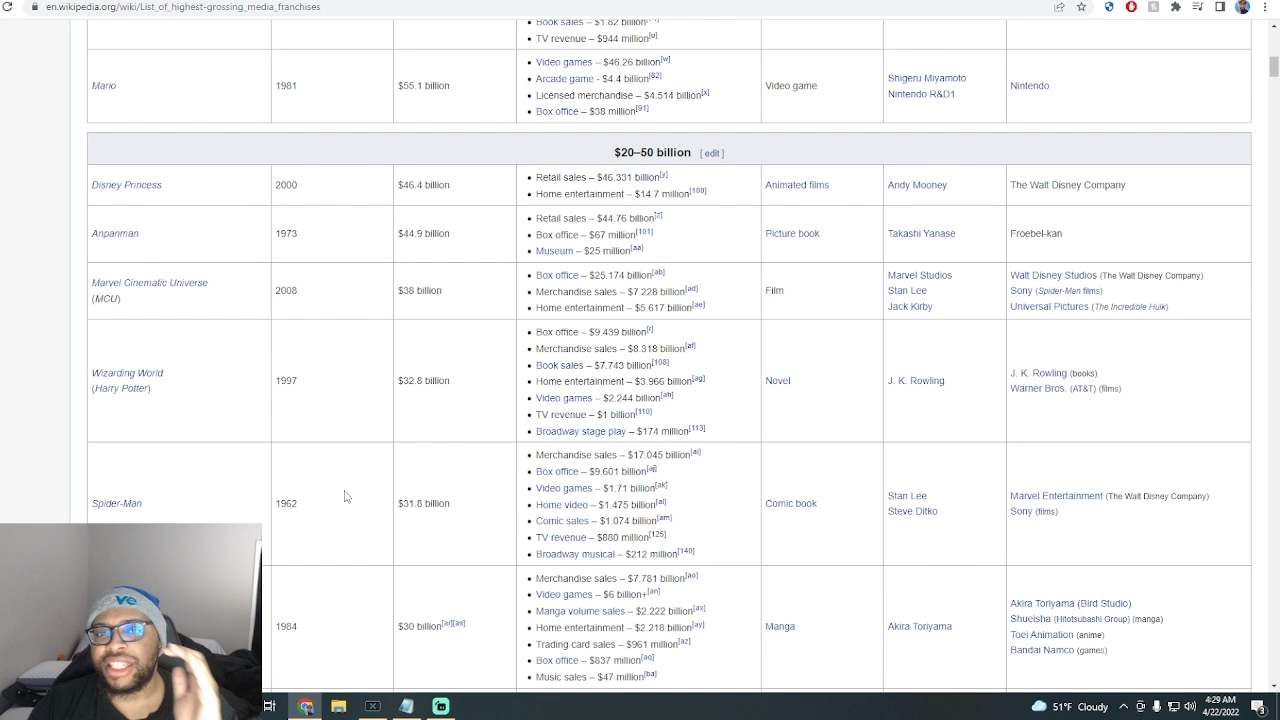 en.wikipedia.org/wiki/List_of_highest-grossing_media_franchises
TV revenue – $944 million[u]
Mario
1981
$55.1 billion
Video games – $46.26 billion[w]
Arcade game - $4.4 billion[82]
Licensed merchandise – $4.514 billion[x]
Box office – $38 million[91]
Video game
Shigeru Miyamoto
Nintendo R&D1
Nintendo
$20–50 billion [ edit ]
Disney Princess
2000
$46.4 billion
Retail sales – $46.331 billion[y]
Home entertainment – $14.7 million[100]
Animated films
Andy Mooney
The Walt Disney Company
Anpanman
1973
$44.9 billion
Retail sales – $44.76 billion[z]
Box office – $67 million[101]
Museum – $25 million[aa]
Picture book
Takashi Yanase
Froebel-kan
Marvel Cinematic Universe
(MCU)
2008
$38 billion
Box office – $25.174 billion[ab]
Merchandise sales – $7.228 billion[ad]
Home entertainment – $5.617 billion[ae]
Film
Marvel Studios
Stan Lee
Jack Kirby
Walt Disney Studios (The Walt Disney Company)
Sony (Spider-Man films)
Universal Pictures (The Incredible Hulk)
Wizarding World
(Harry Potter)
1997
$32.8 billion
Box office – $9.439 billion[r]
Merchandise sales – $8.318 billion[af]
Book sales – $7.743 billion[108]
Home entertainment – $3.966 billion[ag]
Video games – $2.244 billion[ah]
TV revenue – $1 billion[110]
Broadway stage play – $174 million[113]
Novel
J. K. Rowling
J. K. Rowling (books)
Warner Bros. (AT&T) (films)
Spider-Man
1962
$31.8 billion
Merchandise sales – $17.045 billion[ai]
Box office – $9.601 billion[aj]
Video games – $1.71 billion[ak]
Home video – $1.475 billion[al]
Comic sales – $1.074 billion[am]
TV revenue – $880 million[125]
Broadway musical – $212 million[140]
Comic book
Stan Lee
Steve Ditko
Marvel Entertainment (The Walt Disney Company)
Sony (films)
1984
$30 billion[ar][as]
Merchandise sales – $7.781 billion[ao]
Video games – $6 billion+[an]
Manga volume sales – $2.222 billion[ax]
Home entertainment – $2.218 billion[ay]
Trading card sales – $961 million[az]
Box office – $837 million[aq]
Music sales – $47 million[ba]
Manga
Akira Toriyama
Akira Toriyama (Bird Studio)
Shueisha (Hitotsubashi Group) (manga)
Toei Animation (anime)
Bandai Namco (games)
51°F Cloudy
4:29 AM
4/22/2022